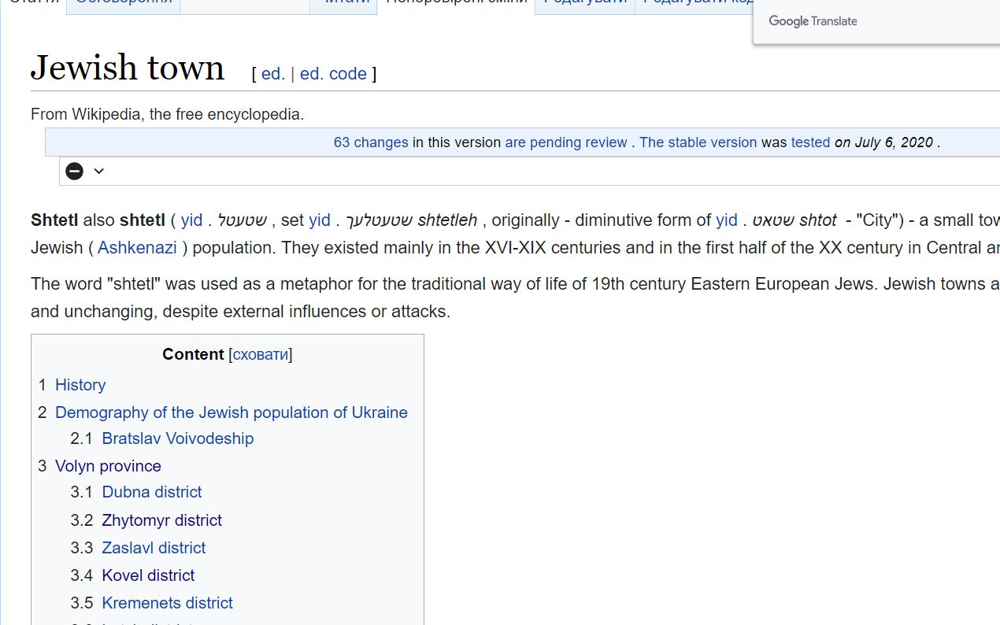 Стаття Обговорення Читати Неперевірені зміни Редагувати Редагувати код
Google Translate
Jewish town [ ed. | ed. code ]
From Wikipedia, the free encyclopedia.
63 changes in this version are pending review . The stable version was tested on July 6, 2020 .
Shtetl also shtetl ( yid . שטעטל , set yid . שטעטלעך shtetleh , originally - diminutive form of yid . שטאט shtot - "City") - a small
Jewish ( Ashkenazi ) population. They existed mainly in the XVI-XIX centuries and in the first half of the XX century in Central
The word "shtetl" was used as a metaphor for the traditional way of life of 19th century Eastern European Jews. Jewish towns
and unchanging, despite external influences or attacks.
Content [сховати]
1 History
2 Demography of the Jewish population of Ukraine
2.1 Bratslav Voivodeship
3 Volyn province
3.1 Dubna district
3.2 Zhytomyr district
3.3 Zaslavl district
3.4 Kovel district
3.5 Kremenets district